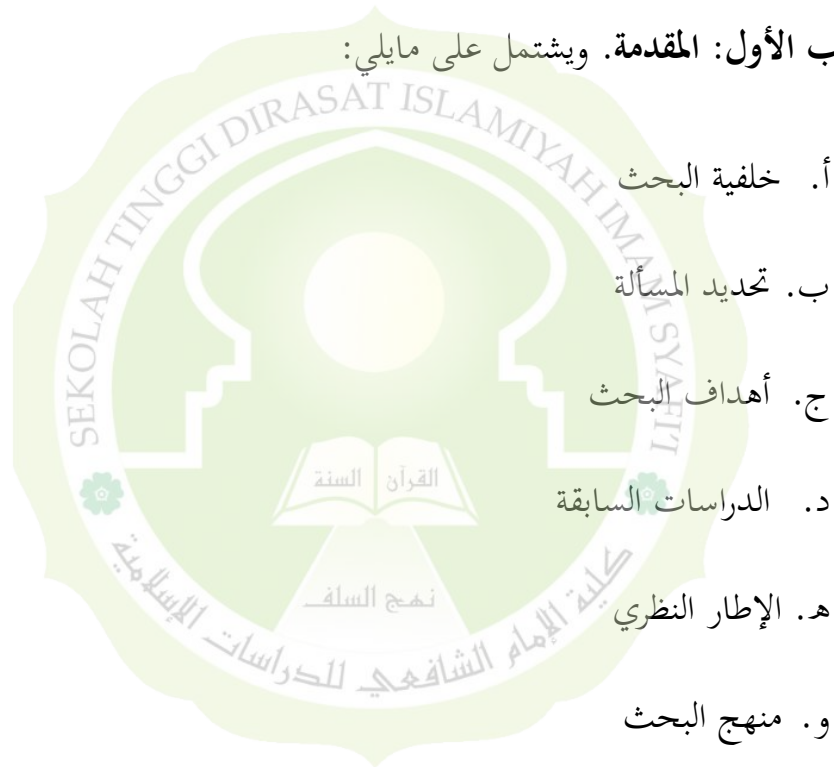 ب الأول: المقدمة. ويشتمل على مايلي:
SEKOLAH TINGGI DIRASAT ISLAMIYAH IMAM SYAFI'I
أ. خلفية البحث
ب. تحديد المسألة
ج. أهداف البحث
القرآن السنة
د. الدراسات السابقة
نهج السلف
ه. الإطار النظري
كلية الإمام الشافعي للدراسات الإسلامية
و. منهج البحث